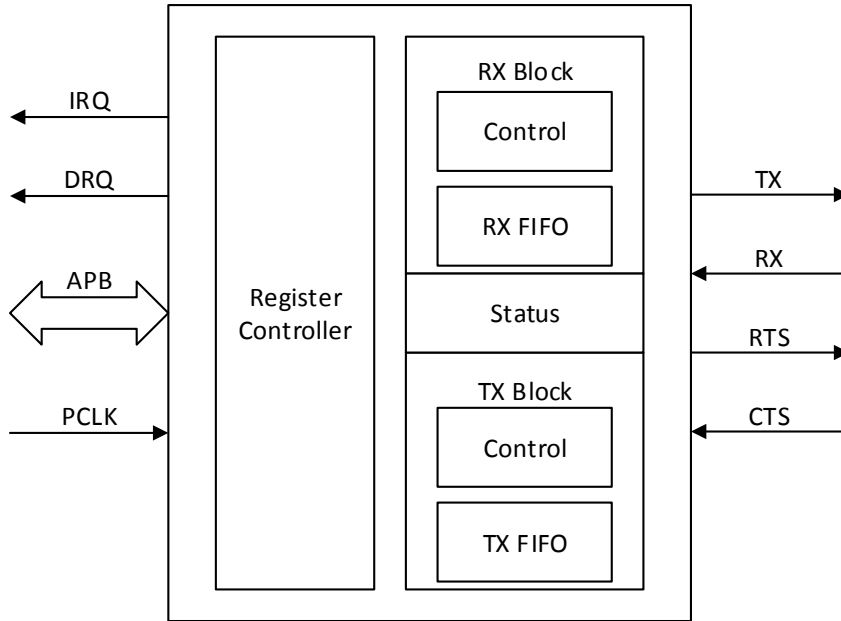 IRQ
DRQ
APB
PCLK
Register
Controller
RX Block
Control
RX FIFO
Status
TX Block
Control
TX FIFO
TX
RX
RTS
CTS